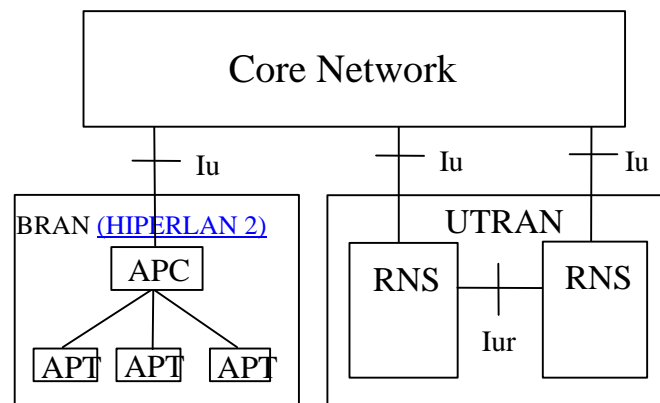 Core Network
Iu
Iu
Iu
BRAN (HIPERLAN 2)
UTRAN
APC
RNS
RNS
APT
APT
APT
Iur